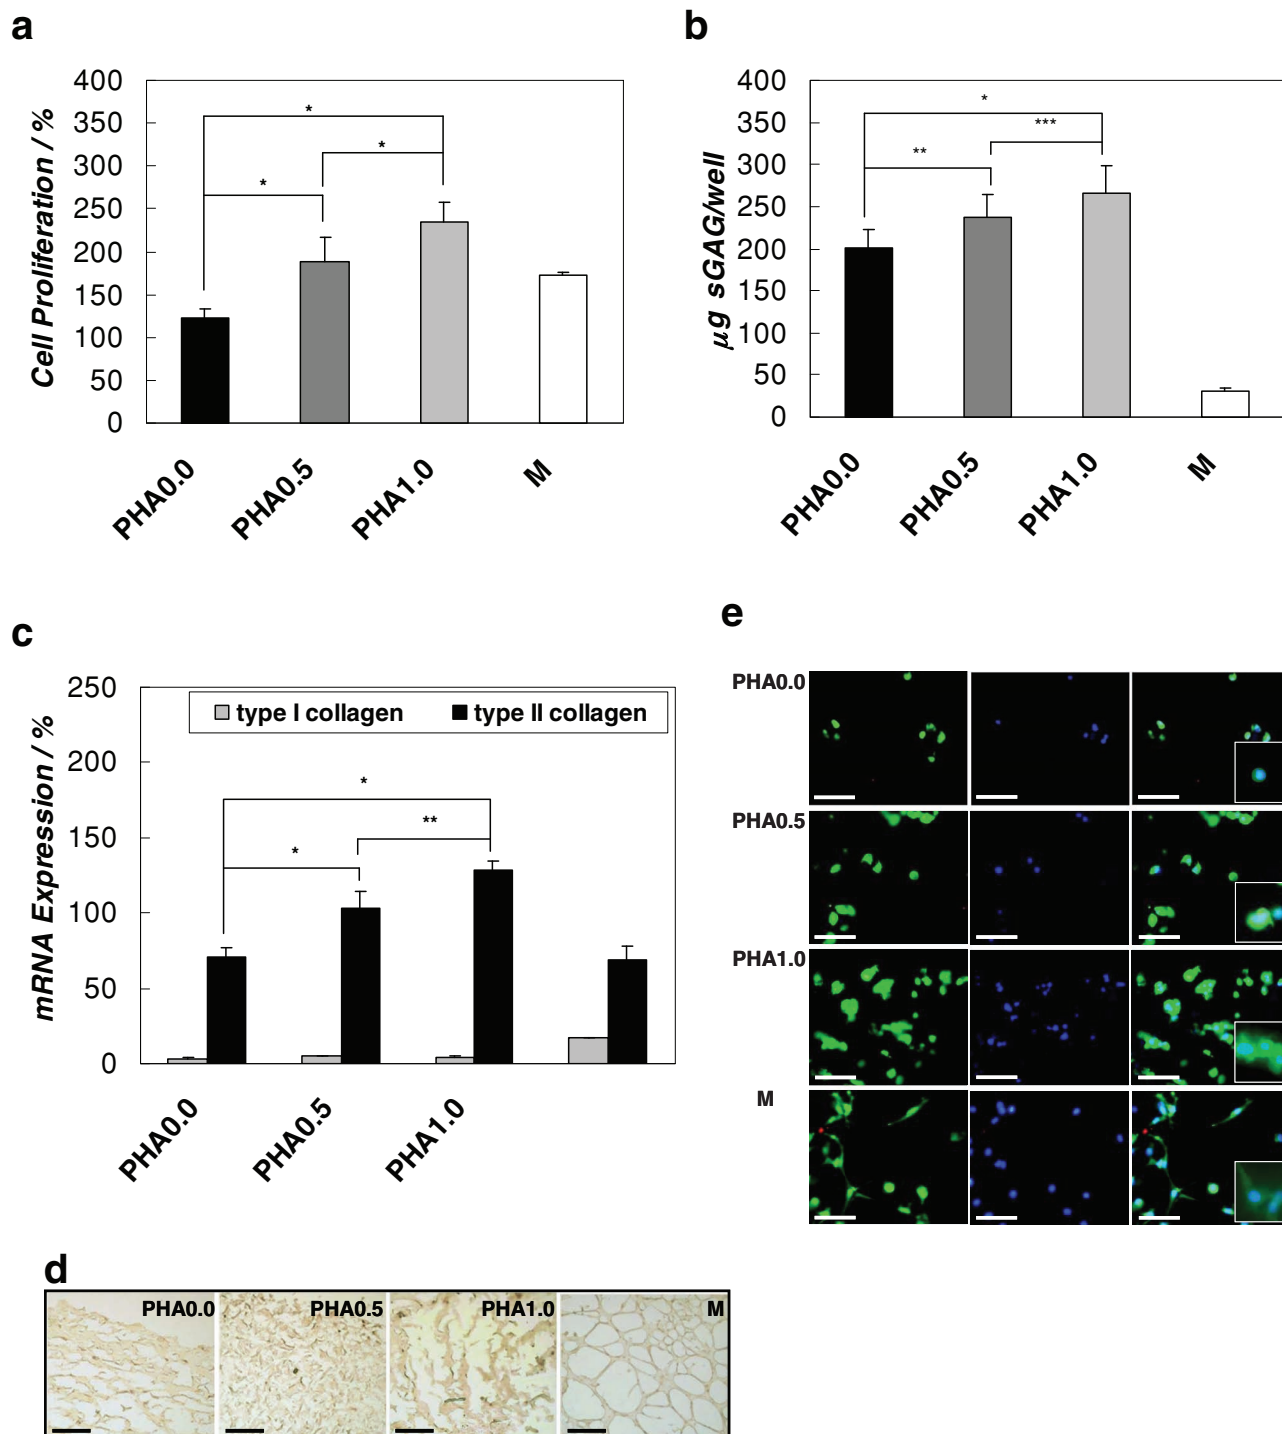 a
Cell Proliferation / %
400
350
300
250
200
150
100
50
0
*
*
*
PHA0.0
PHA0.5
PHA1.0
M
b
µg sGAG/well
400
350
300
250
200
150
100
50
0
*
***
**
PHA0.0
PHA0.5
PHA1.0
M
c
mRNA Expression / %
250
200
150
100
50
0
type I collagen type II collagen
*
**
*
PHA0.0
PHA0.5
PHA1.0
e
PHA0.0
PHA0.5
PHA1.0
M
d
PHA0.0 PHA0.5 PHA1.0 M